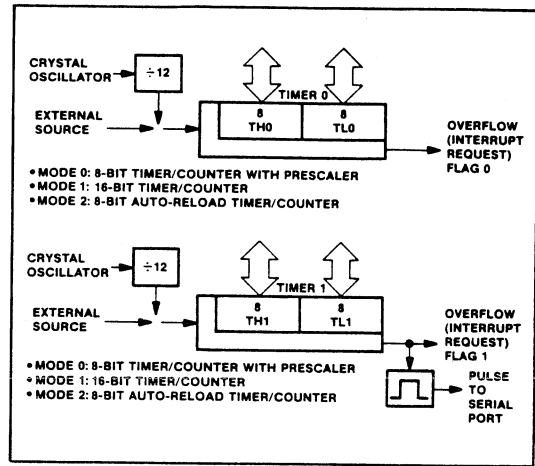 CRYSTAL
OSCILLATOR
÷12
EXTERNAL
SOURCE
TIMER 0
8
TH0
8
TL0
OVERFLOW
(INTERRUPT
REQUEST)
FLAG 0
• MODE 0: 8-BIT TIMER/COUNTER WITH PRESCALER
• MODE 1: 16-BIT TIMER/COUNTER
• MODE 2: 8-BIT AUTO-RELOAD TIMER/COUNTER
CRYSTAL
OSCILLATOR
÷12
EXTERNAL
SOURCE
TIMER 1
8
TH1
8
TL1
OVERFLOW
(INTERRUPT
REQUEST)
FLAG 1
• MODE 0: 8-BIT TIMER/COUNTER WITH PRESCALER
• MODE 1: 16-BIT TIMER/COUNTER
• MODE 2: 8-BIT AUTO-RELOAD TIMER/COUNTER
PULSE
TO
SERIAL
PORT